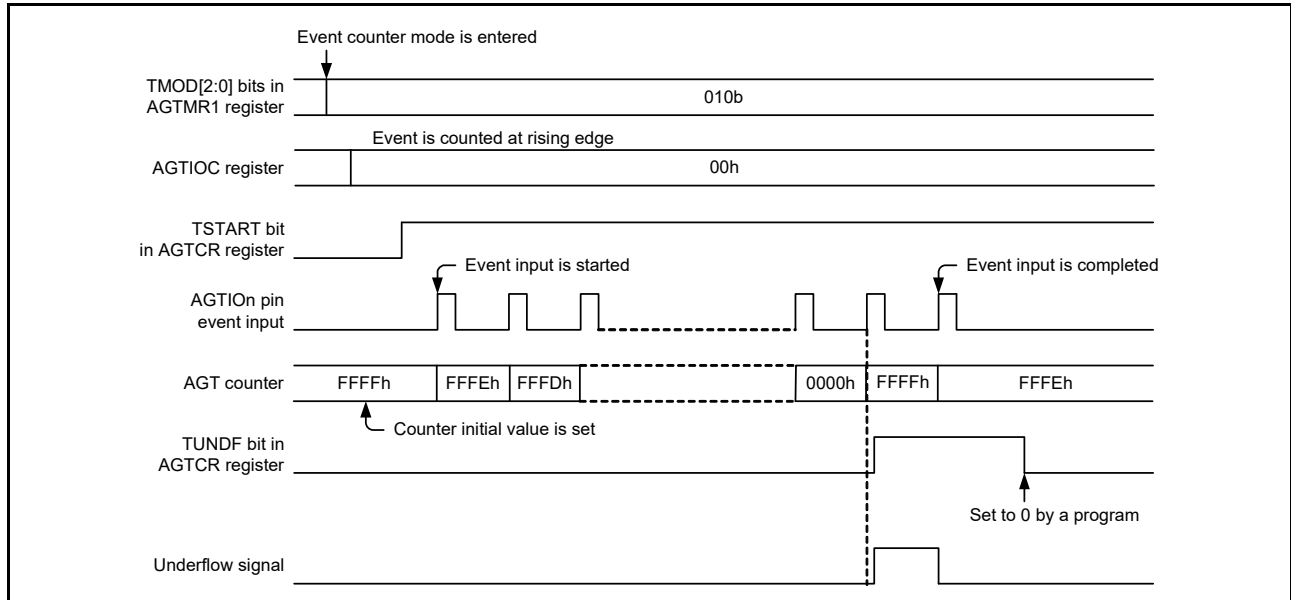 Event counter mode is entered
TMOD[2:0] bits in
AGTMR1 register
010b
Event is counted at rising edge
AGTIOC register
00h
TSTART bit
in AGTCR register
Event input is started
Event input is completed
AGTIOn pin
event input
AGT counter
FFFFh
FFFEh
FFFDh
0000h
FFFFh
FFFEh
Counter initial value is set
TUNDF bit in
AGTCR register
Set to 0 by a program
Underflow signal